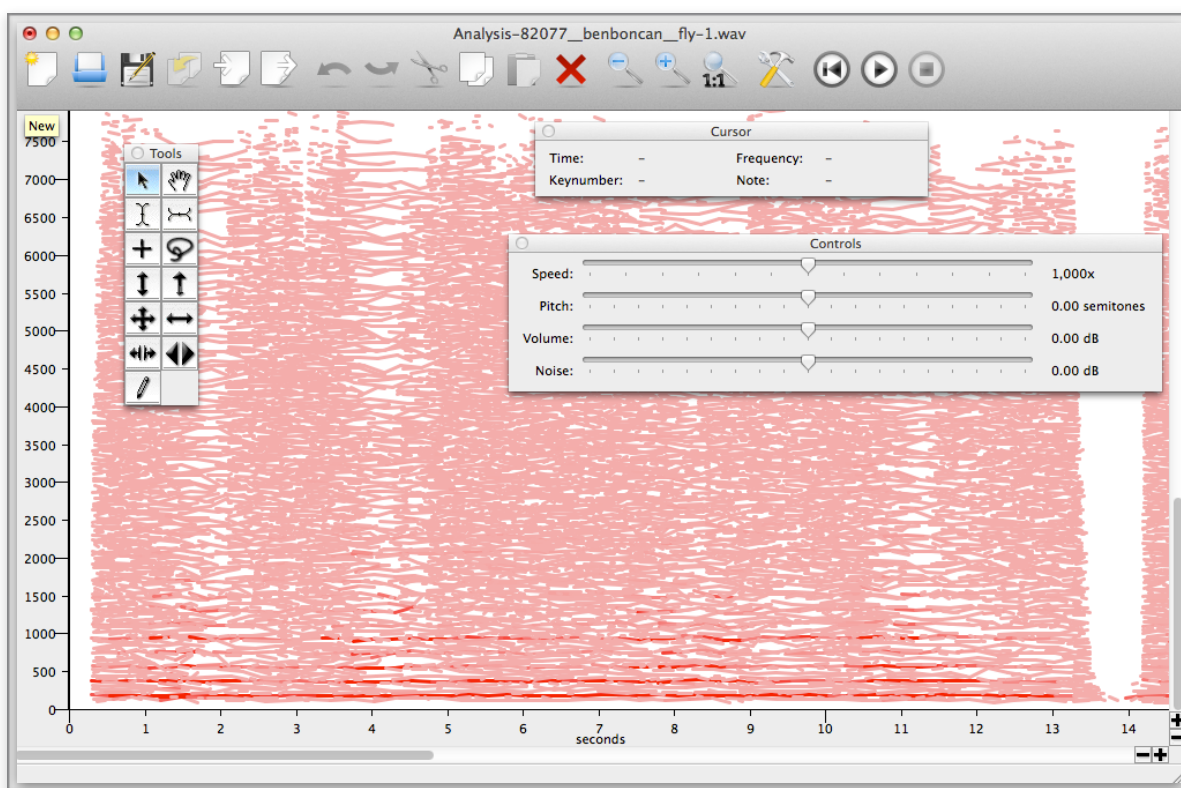 Analysis-82077__benboncan__fly-1.wav
1:1
New
7500
7000
6500
6000
5500
5000
4500
4000
3500
3000
2500
2000
1500
1000
500
0
Tools
Cursor
Time: – Frequency: –
Keynumber: – Note: –
Controls
Speed: 1,000x
Pitch: 0.00 semitones
Volume: 0.00 dB
Noise: 0.00 dB
0 1 2 3 4 5 6 7 8 9 10 11 12 13 14
seconds